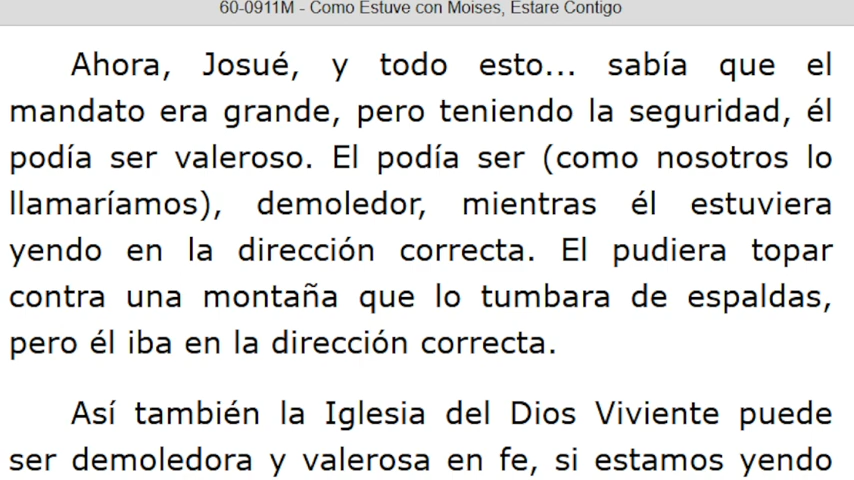 60-0911M - Como Estuve con Moises, Estare Contigo
Ahora, Josué, y todo esto... sabía que el
mandato era grande, pero teniendo la seguridad, él
podía ser valeroso. El podía ser (como nosotros lo
llamaríamos), demoledor, mientras él estuviera
yendo en la dirección correcta. El pudiera topar
contra una montaña que lo tumbara de espaldas,
pero él iba en la dirección correcta.
Así también la Iglesia del Dios Viviente puede
ser demoledora y valerosa en fe, si estamos yendo